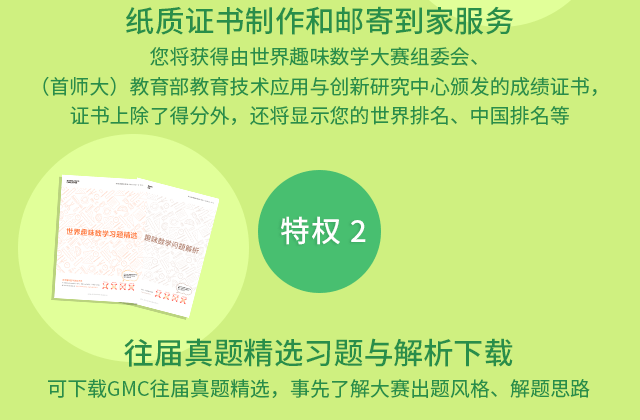 纸质证书制作和邮寄到家服务
您将获得由世界趣味数学大赛组委会、
（首师大）教育部教育技术应用与创新研究中心颁发的成绩证书，
证书上除了得分外，还将显示您的世界排名、中国排名等
世界趣味数学习题精选
趣味数学问题解析
特权 2
往届真题精选习题与解析下载
可下载GMC往届真题精选，事先了解大赛出题风格、解题思路